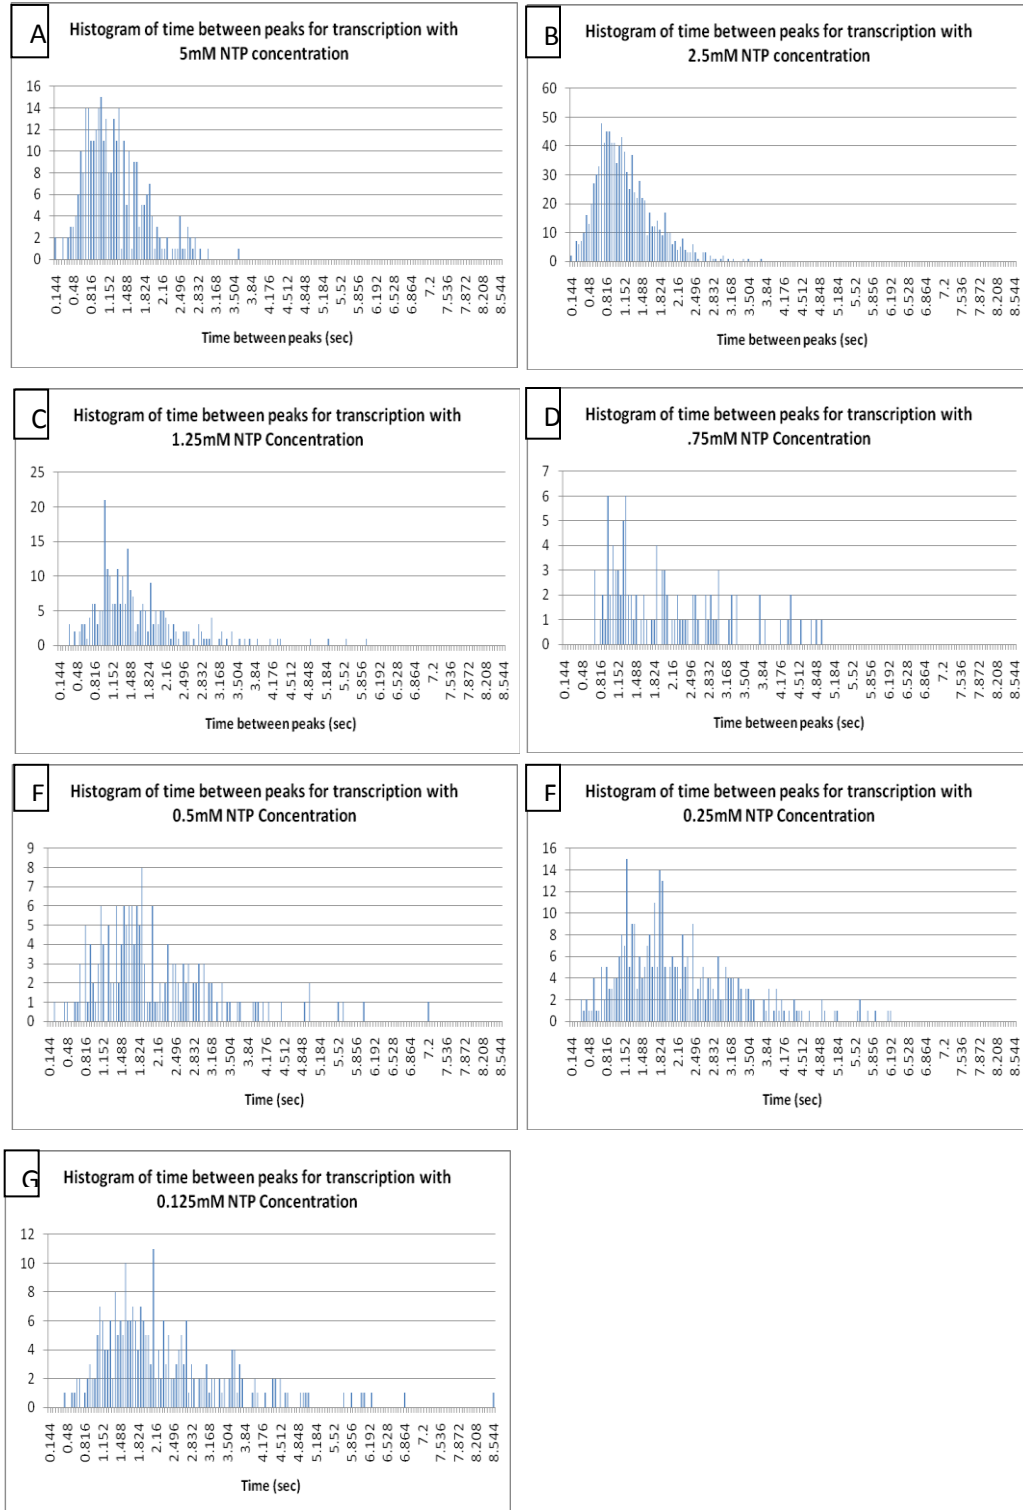 A
Histogram of time between peaks for transcription with
5mM NTP concentration
16
14
12
10
8
6
4
2
0
0.144 0.48 0.816 1.152 1.488 1.824 2.16 2.496 2.832 3.168 3.504 3.84 4.176 4.512 4.848 5.184 5.52 5.856 6.192 6.528 6.864 7.2 7.536 7.872 8.208 8.544
Time between peaks (sec)
B
Histogram of time between peaks for transcription with
2.5mM NTP concentration
60
50
40
30
20
10
0
0.144 0.48 0.816 1.152 1.488 1.824 2.16 2.496 2.832 3.168 3.504 3.84 4.176 4.512 4.848 5.184 5.52 5.856 6.192 6.528 6.864 7.2 7.536 7.872 8.208 8.544
Time between peaks (sec)
C
Histogram of time between peaks for transcription with
1.25mM NTP Concentration
25
20
15
10
5
0
0.144 0.48 0.816 1.152 1.488 1.824 2.16 2.496 2.832 3.168 3.504 3.84 4.176 4.512 4.848 5.184 5.52 5.856 6.192 6.528 6.864 7.2 7.536 7.872 8.208 8.544
Time between peaks (sec)
D
Histogram of time between peaks for transcription with
.75mM NTP Concentration
7
6
5
4
3
2
1
0
0.144 0.48 0.816 1.152 1.488 1.824 2.16 2.496 2.832 3.168 3.504 3.84 4.176 4.512 4.848 5.184 5.52 5.856 6.192 6.528 6.864 7.2 7.536 7.872 8.208 8.544
Time between peaks (sec)
F
Histogram of time between peaks for transcription with
0.5mM NTP Concentration
9
8
7
6
5
4
3
2
1
0
0.144 0.48 0.816 1.152 1.488 1.824 2.16 2.496 2.832 3.168 3.504 3.84 4.176 4.512 4.848 5.184 5.52 5.856 6.192 6.528 6.864 7.2 7.536 7.872 8.208 8.544
Time (sec)
F
Histogram of time between peaks for transcription with
0.25mM NTP Concentration
16
14
12
10
8
6
4
2
0
0.144 0.48 0.816 1.152 1.488 1.824 2.16 2.496 2.832 3.168 3.504 3.84 4.176 4.512 4.848 5.184 5.52 5.856 6.192 6.528 6.864 7.2 7.536 7.872 8.208 8.544
Time (sec)
G
Histogram of time between peaks for transcription with
0.125mM NTP Concentration
12
10
8
6
4
2
0
0.144 0.48 0.816 1.152 1.488 1.824 2.16 2.496 2.832 3.168 3.504 3.84 4.176 4.512 4.848 5.184 5.52 5.856 6.192 6.528 6.864 7.2 7.536 7.872 8.208 8.544
Time (sec)